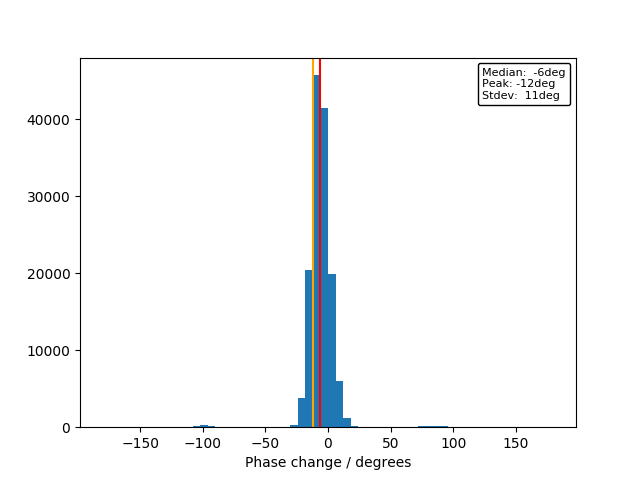 Median:  -6deg
Peak: -12deg
Stdev:  11deg
40000
30000
20000
10000
0
−150 −100 −50 0 50 100 150
Phase change / degrees